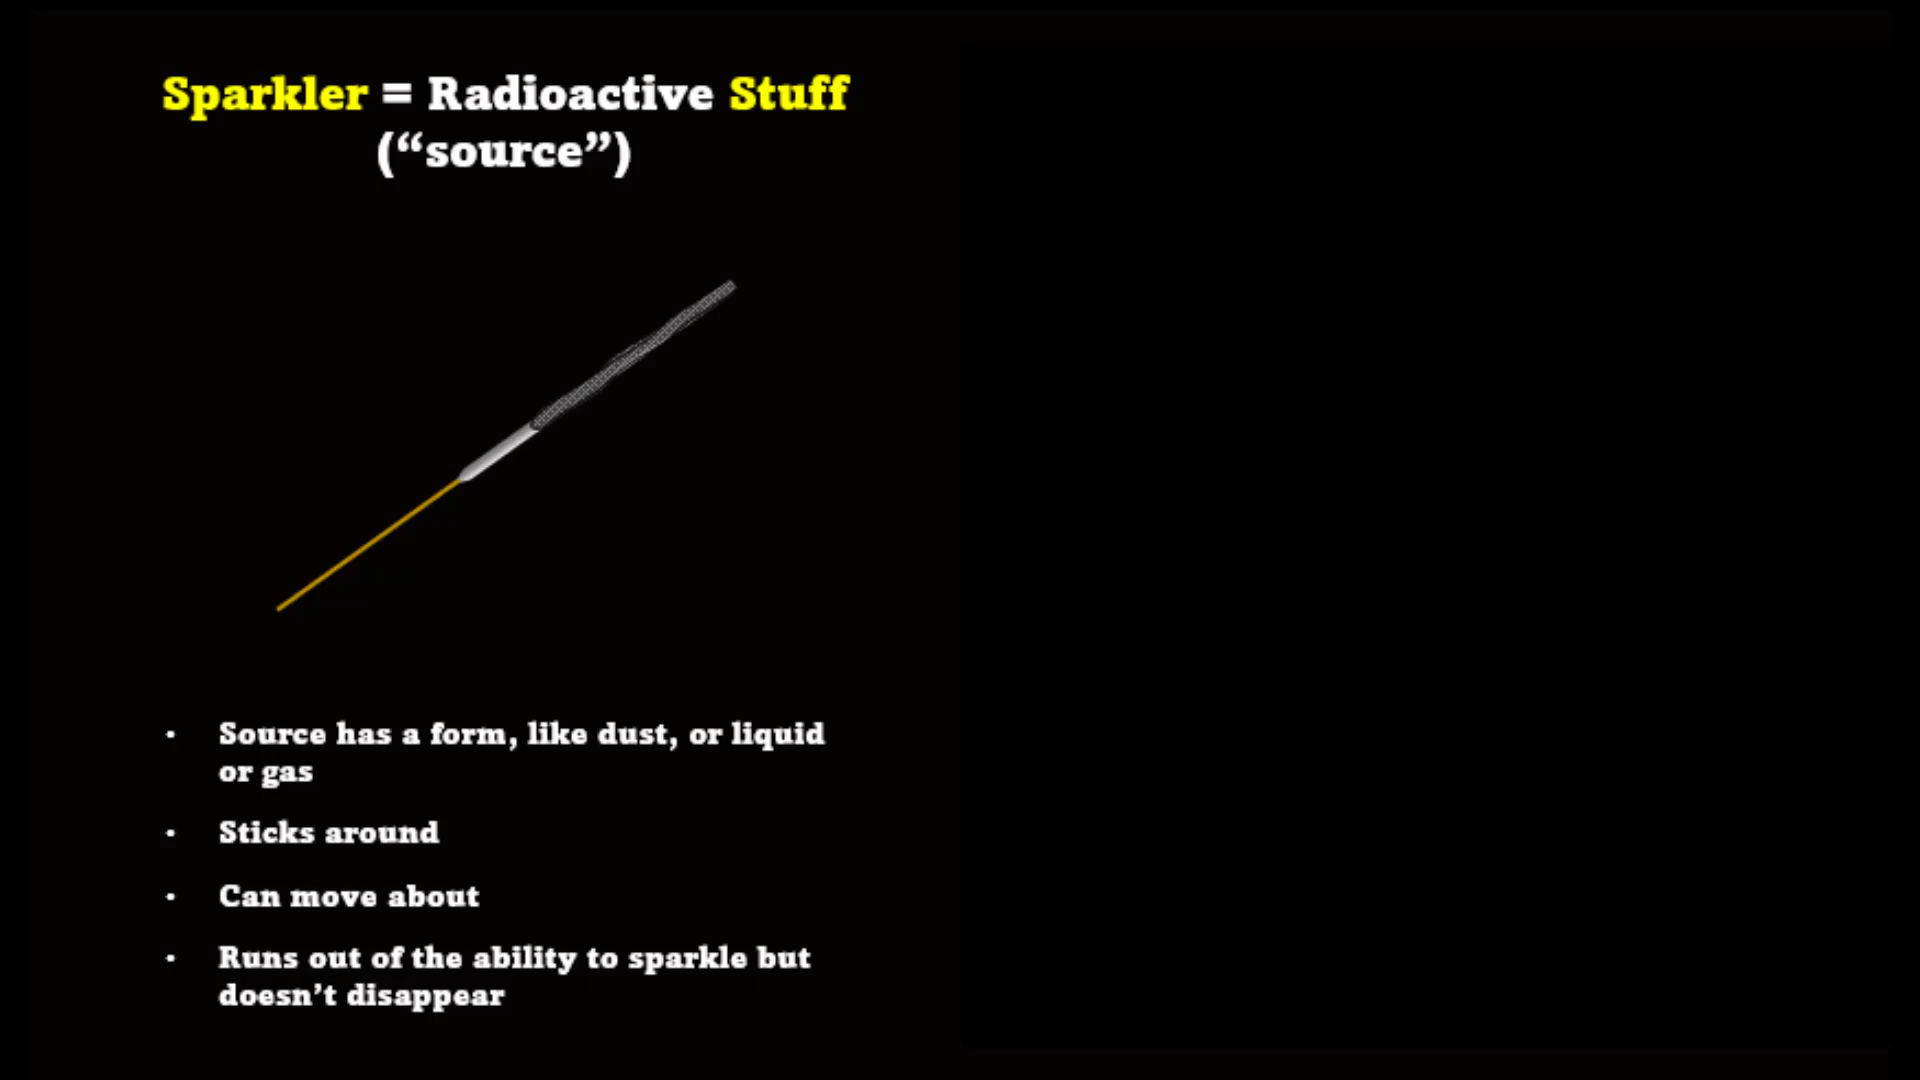 Sparkler = Radioactive Stuff
(“source”)
• Source has a form, like dust, or liquid
or gas
• Sticks around
• Can move about
• Runs out of the ability to sparkle but
doesn’t disappear